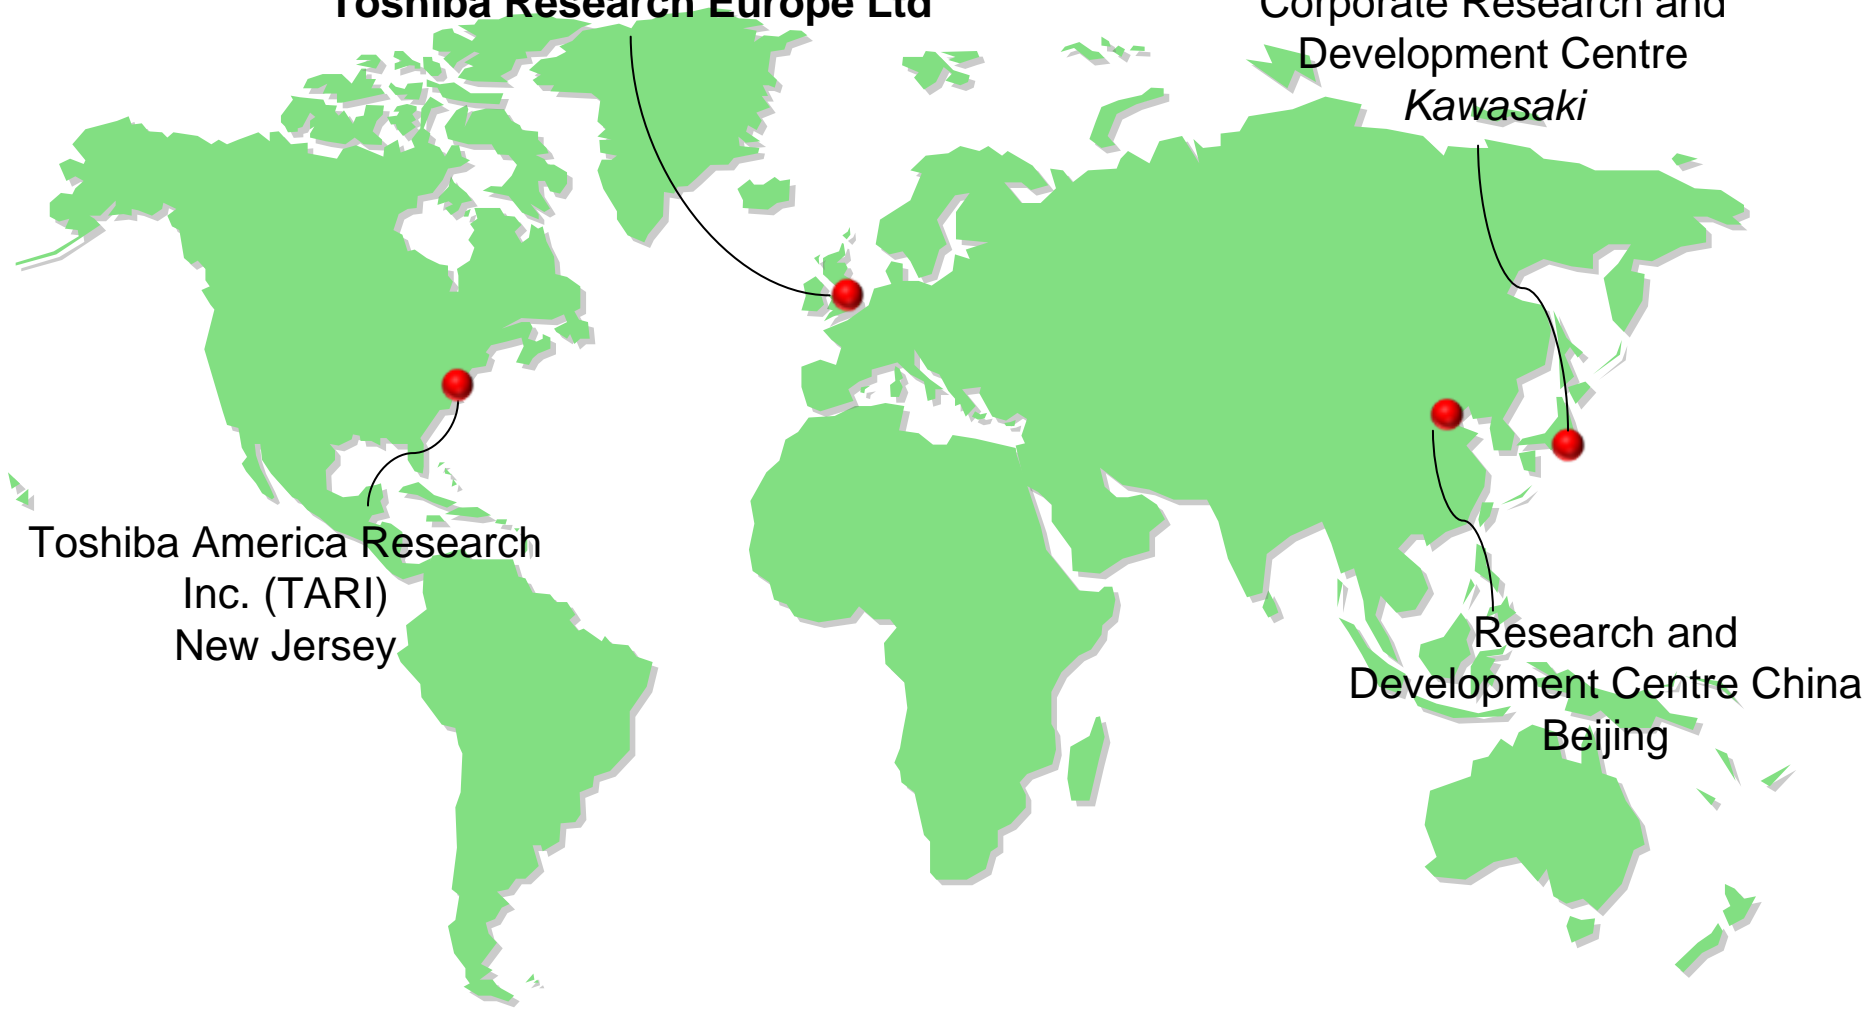 Toshiba Research Europe Ltd
Corporate Research and
Development Centre
Kawasaki
Toshiba America Research
Inc. (TARI)
New Jersey
Research and
Development Centre China
Beijing